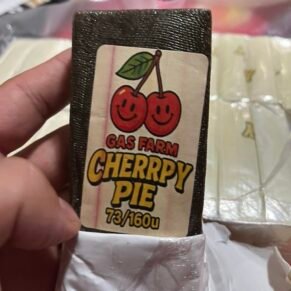 GAS FARM
CHERRPY
PIE
73/160u